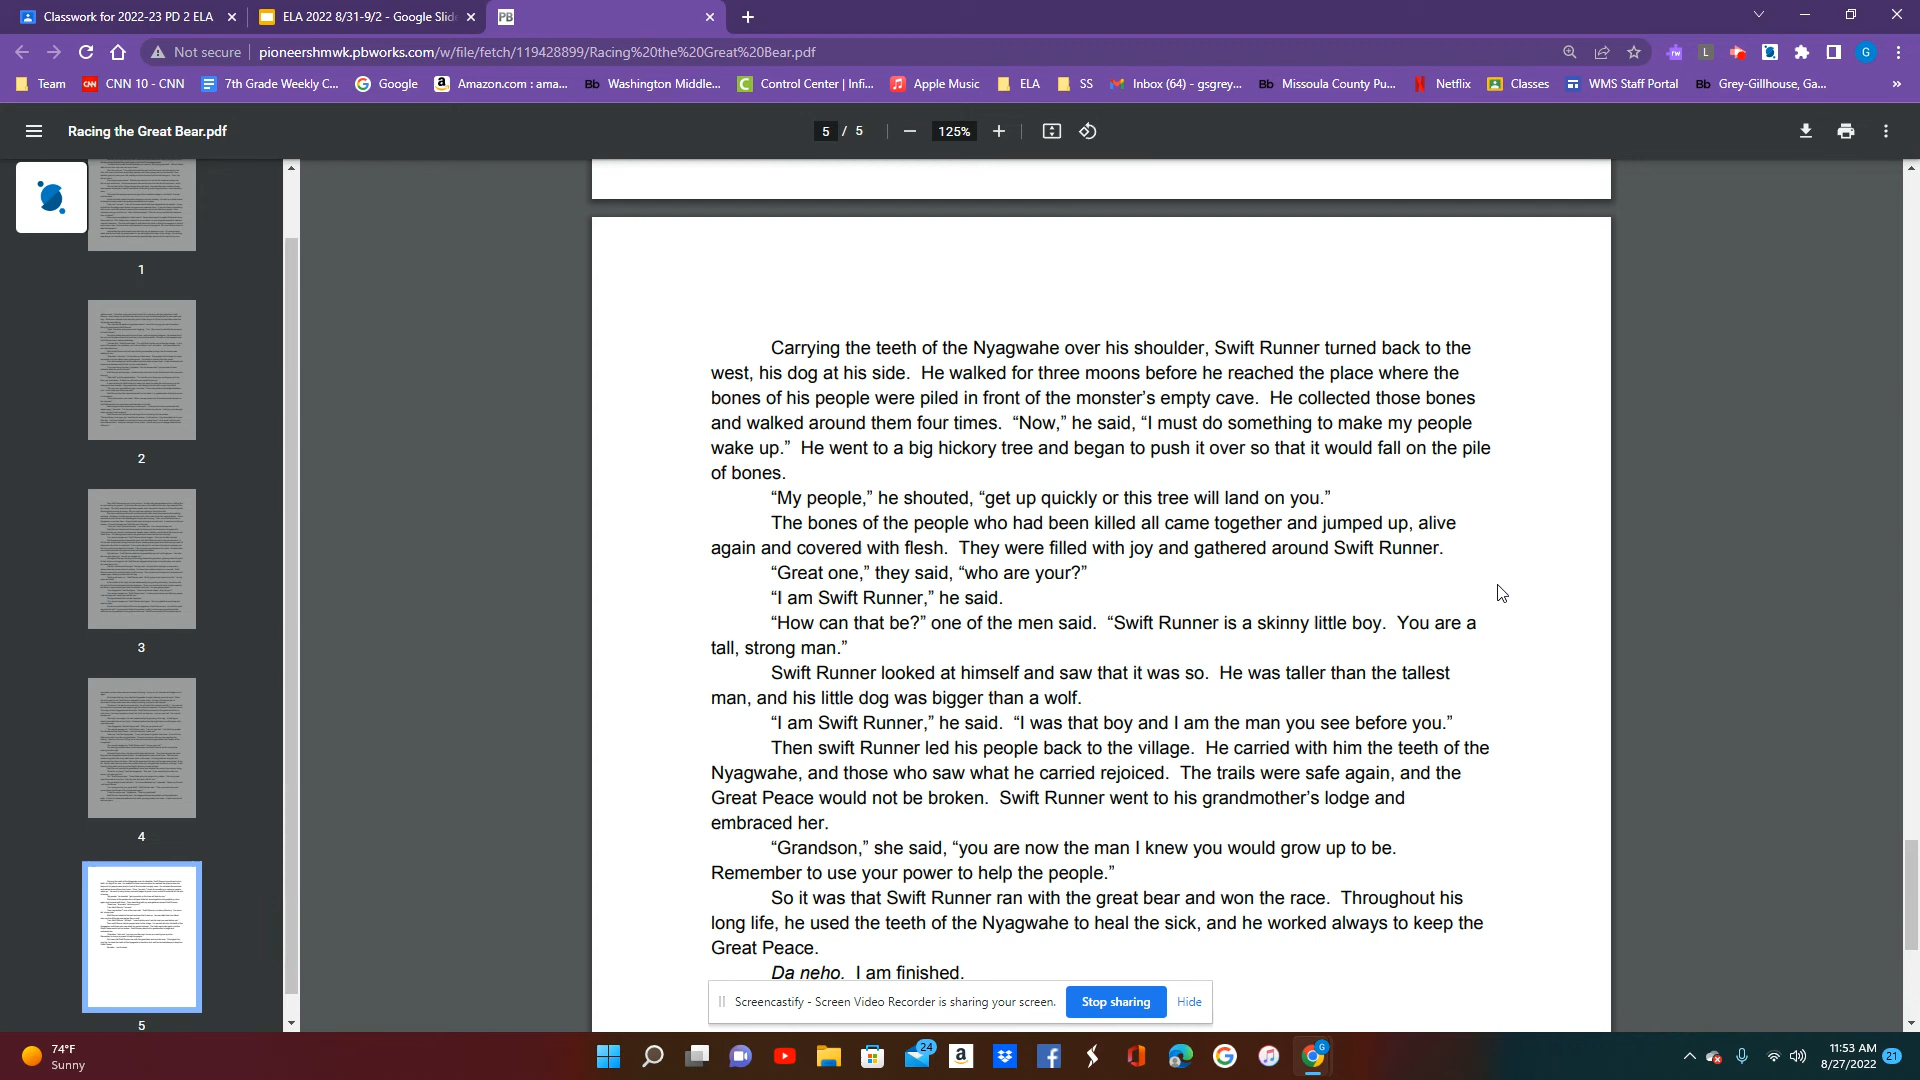 Classwork for 2022-23 PD 2 ELA
ELA 2022 8/31-9/2 - Google Slide
PB
Not secure
pioneershmwk.pbworks.com/w/file/fetch/119428899/Racing%20the%20Great%20Bear.pdf
Team
CNN 10 - CNN
7th Grade Weekly C...
Google
Amazon.com : ama...
Bb Washington Middle...
Control Center | Infi...
Apple Music
ELA
SS
Inbox (64) - gsgrey...
Bb Missoula County Pu...
Netflix
Classes
WMS Staff Portal
Bb Grey-Gillhouse, Ga...
Racing the Great Bear.pdf
5 / 5
125%
1
2
3
4
5
Carrying the teeth of the Nyagwahe over his shoulder, Swift Runner turned back to the
west, his dog at his side.  He walked for three moons before he reached the place where the
bones of his people were piled in front of the monster’s empty cave.  He collected those bones
and walked around them four times.  “Now,” he said, “I must do something to make my people
wake up.”  He went to a big hickory tree and began to push it over so that it would fall on the pile
of bones.
“My people,” he shouted, “get up quickly or this tree will land on you.”
The bones of the people who had been killed all came together and jumped up, alive
again and covered with flesh.  They were filled with joy and gathered around Swift Runner.
“Great one,” they said, “who are your?”
“I am Swift Runner,” he said.
“How can that be?” one of the men said.  “Swift Runner is a skinny little boy.  You are a
tall, strong man.”
Swift Runner looked at himself and saw that it was so.  He was taller than the tallest
man, and his little dog was bigger than a wolf.
“I am Swift Runner,” he said.  “I was that boy and I am the man you see before you.”
Then swift Runner led his people back to the village.  He carried with him the teeth of the
Nyagwahe, and those who saw what he carried rejoiced.  The trails were safe again, and the
Great Peace would not be broken.  Swift Runner went to his grandmother’s lodge and
embraced her.
“Grandson,” she said, “you are now the man I knew you would grow up to be.
Remember to use your power to help the people.”
So it was that Swift Runner ran with the great bear and won the race.  Throughout his
long life, he used the teeth of the Nyagwahe to heal the sick, and he worked always to keep the
Great Peace.
Da neho.  I am finished.
Screencastify - Screen Video Recorder is sharing your screen.
Stop sharing
Hide
74°F
Sunny
24
11:53 AM
8/27/2022
21